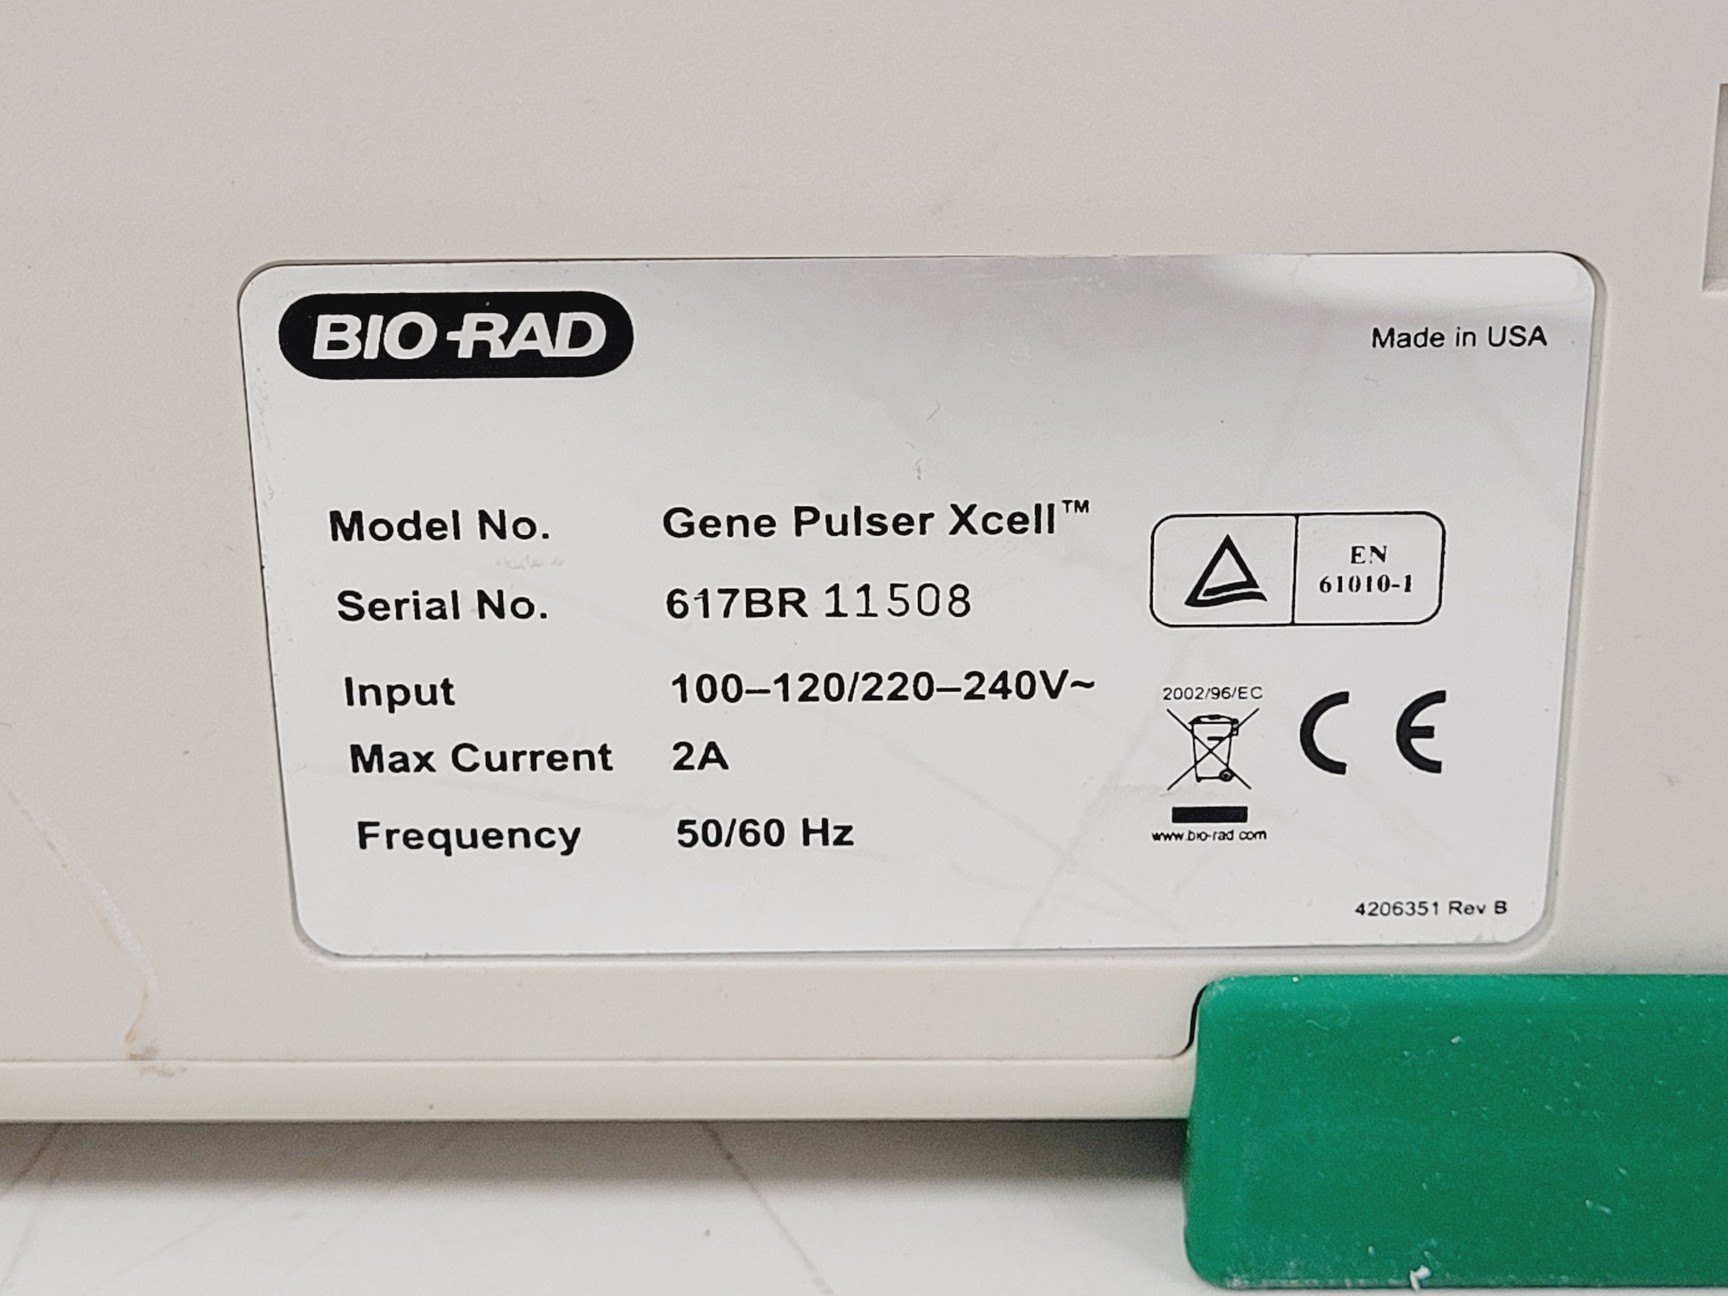 BIO-RAD
Made in USA
Model No. Gene Pulser Xcell™
Serial No. 617BR 11508
Input 100–120/220–240V~
Max Current 2A
Frequency 50/60 Hz
EN
61010-1
2002/96/EC
CE
www.bio-rad.com
4206351 Rev B